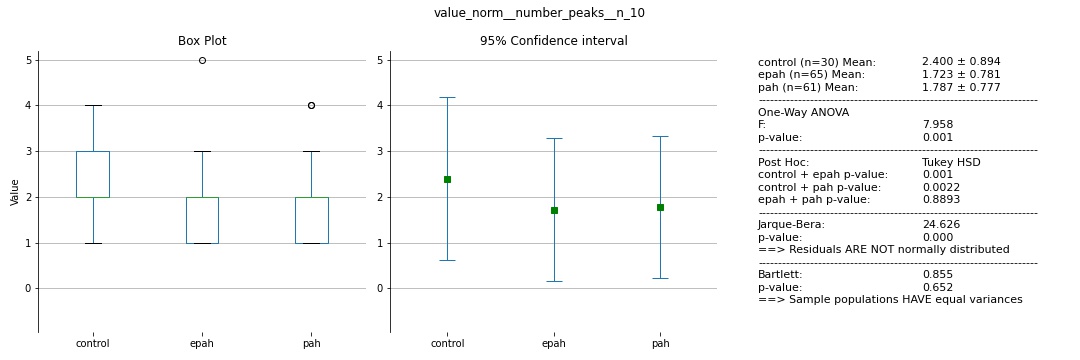 value_norm__number_peaks__n_10
Box Plot
5
4
3
2
1
0
Value
control epah pah
95% Confidence interval
5
4
3
2
1
0
control epah pah
control (n=30) Mean: 2.400 ± 0.894
epah (n=65) Mean: 1.723 ± 0.781
pah (n=61) Mean: 1.787 ± 0.777
One-Way ANOVA
F: 7.958
p-value: 0.001
Post Hoc: Tukey HSD
control + epah p-value: 0.001
control + pah p-value: 0.0022
epah + pah p-value: 0.8893
Jarque-Bera: 24.626
p-value: 0.000
==> Residuals ARE NOT normally distributed
Bartlett: 0.855
p-value: 0.652
==> Sample populations HAVE equal variances